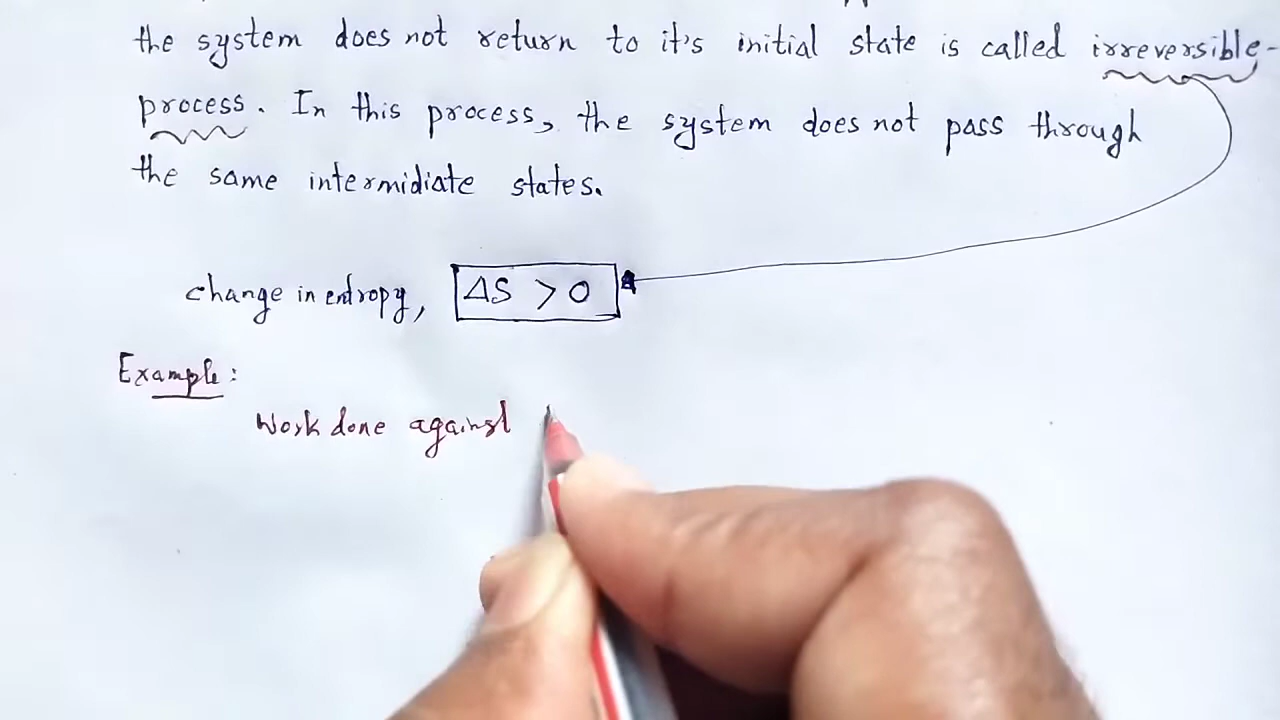 the system does not return to it's initial state is called irreversible-
process. In this process, the system does not pass through
the same intermidiate states.
change in entropy, ΔS > 0
Example:
Work done against